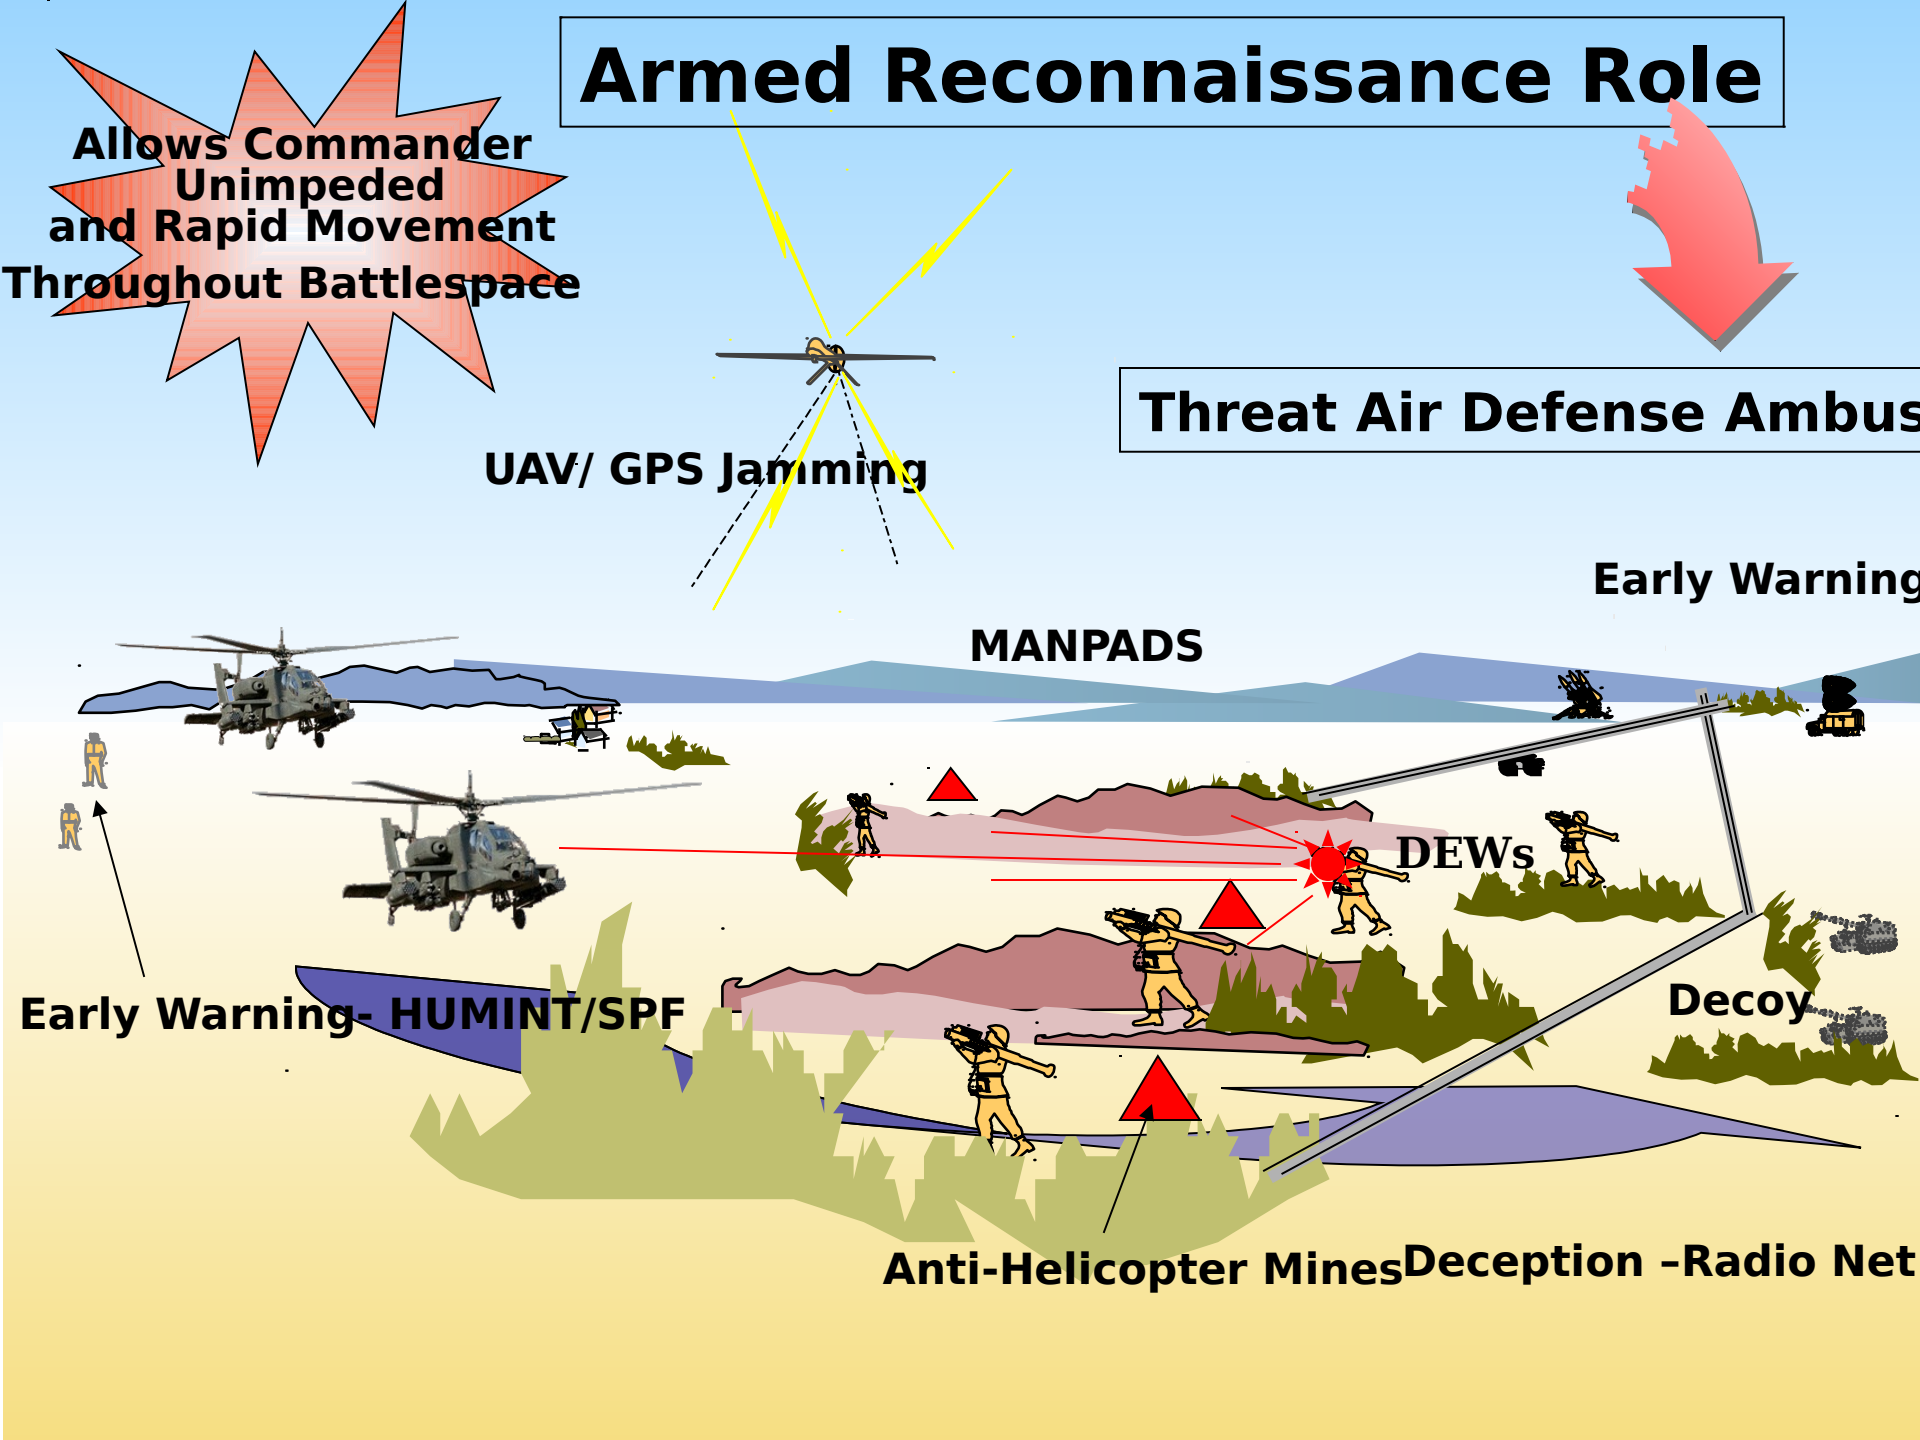 Armed Reconnaissance Role
Allows Commander
Unimpeded
and Rapid Movement
Throughout Battlespace
Threat Air Defense Ambus
UAV/ GPS Jamming
Early Warning
MANPADS
DEWs
Early Warning- HUMINT/SPF
Decoy
Anti-Helicopter Mines
Deception –Radio Net